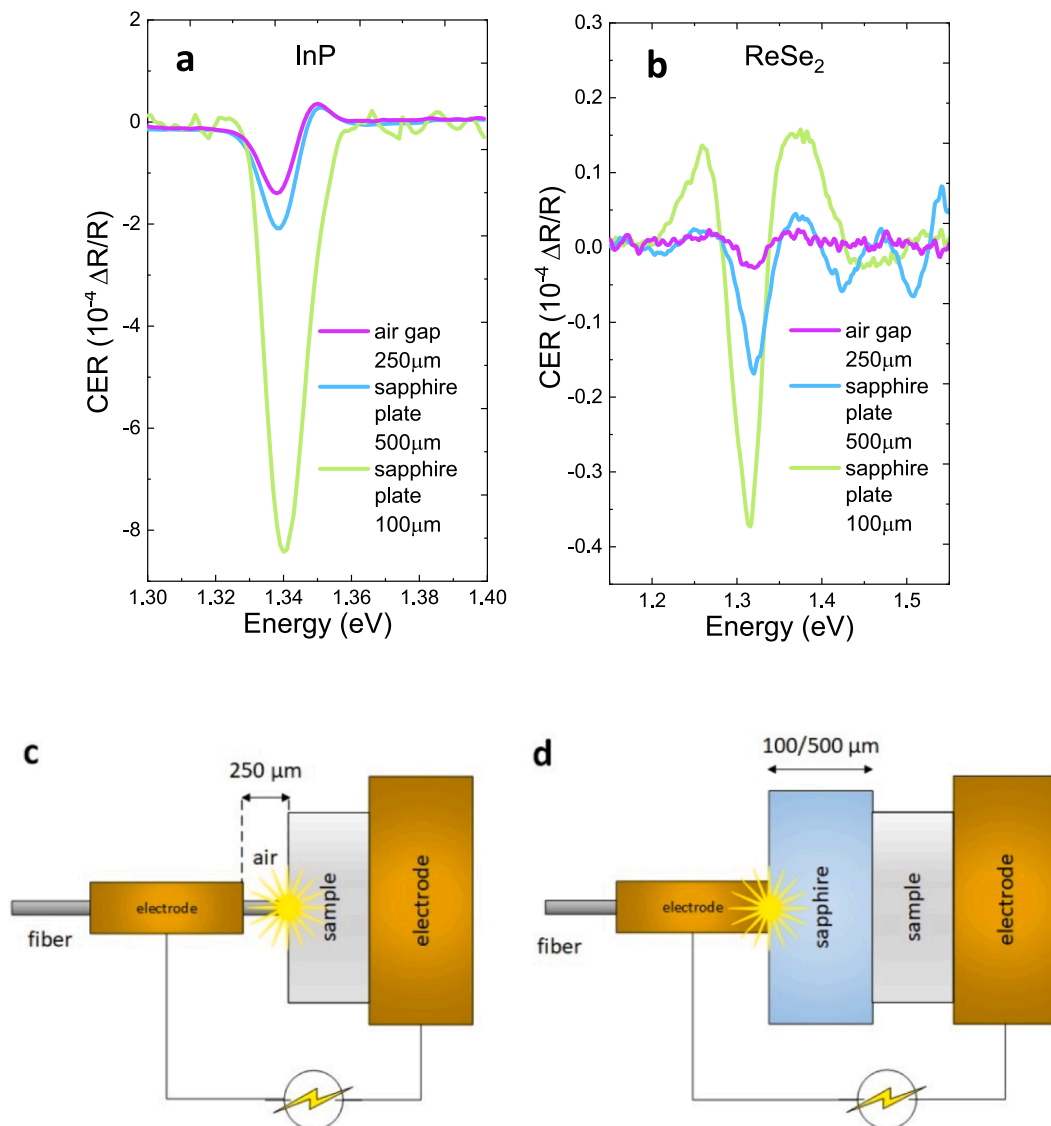 a
InP
CER (10⁻⁴ ΔR/R)
0
-2
-4
-6
-8
air gap
250μm
sapphire
plate
500μm
sapphire
plate
100μm
1.30
1.32
1.34
1.36
1.38
1.40
Energy (eV)
b
ReSe₂
CER (10⁻⁴ ΔR/R)
0.3
0.2
0.1
0.0
-0.1
-0.2
-0.3
-0.4
air gap
250μm
sapphire
plate
500μm
sapphire
plate
100μm
1.2
1.3
1.4
1.5
Energy (eV)
c
250 μm
air
electrode
fiber
sample
electrode
d
100/500 μm
electrode
fiber
sapphire
sample
electrode